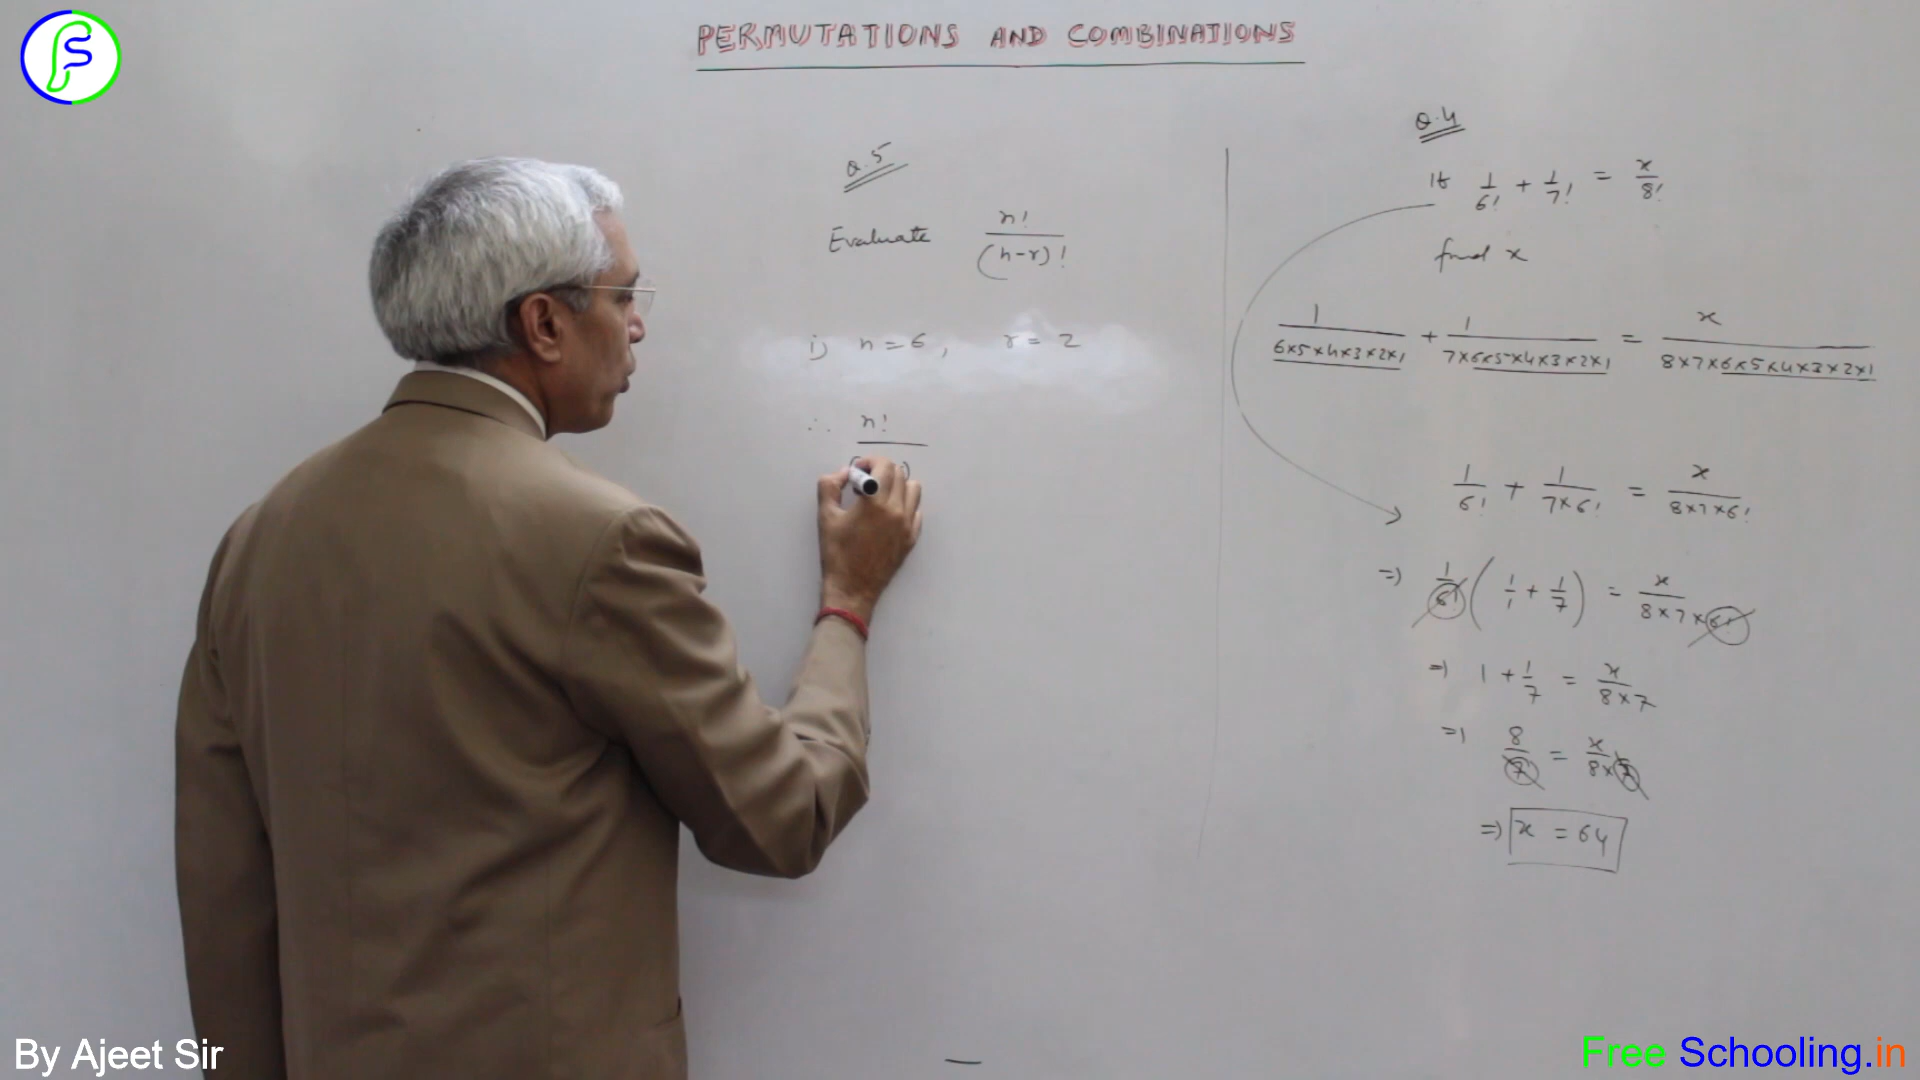 PERMUTATIONS AND COMBINATIONS
Q.5
Evaluate n! / (n-r)!
i) n=6, r=2
∴ n!
Q.4
If 1/6! + 1/7! = x/8!
find x
1/(6×5×4×3×2×1) + 1/(7×6×5×4×3×2×1) = x/(8×7×6×5×4×3×2×1)
1/6! + 1/(7×6!) = x/(8×7×6!)
=) 1/6! (1/1 + 1/7) = x/(8×7×6!)
=) 1 + 1/7 = x/(8×7)
=) 8/7 = x/(8×7)
=) x = 64
By Ajeet Sir
Free Schooling.in